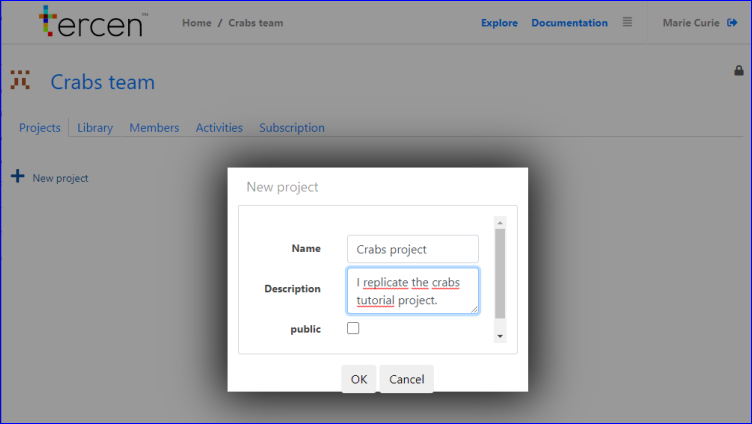 tercen™
Home / Crabs team
Explore Documentation
Marie Curie
Crabs team
Projects Library Members Activities Subscription
New project
New project
Name Crabs project
Description I replicate the crabs
tutorial project.
public
OK Cancel